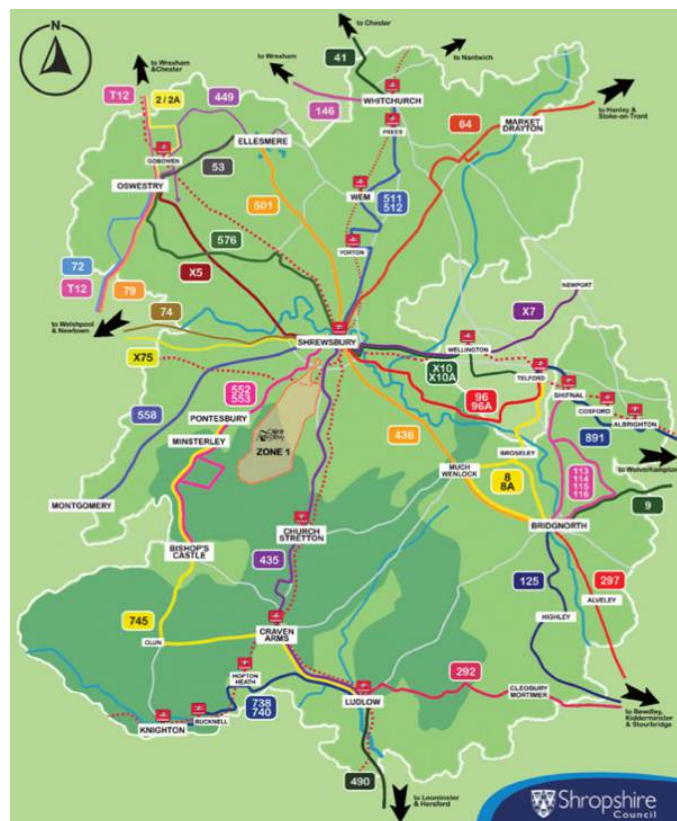 N
to Chester
to Wrexham
& Chester
to Wrexham
to Nantwich
41
T12
2 / 2A
449
146
WHITCHURCH
64
to Hanley &
Stoke-on-Trent
PREES
MARKET
DRAYTON
GOBOWEN
ELLESMERE
53
OSWESTRY
WEM
501
511
512
576
YORTON
72
X5
T12
79
74
NEWPORT
X7
to Welshpool
& Newtown
SHREWSBURY
WELLINGTON
X75
X10
X10A
TELFORD
552
553
96
96A
SHIFNAL
COSFORD
ALBRIGHTON
558
PONTESBURY
436
891
MINSTERLEY
ZONE 1
BROSELEY
to Wolverhampton
MUCH
WENLOCK
8
8A
113
114
115
116
9
MONTGOMERY
CHURCH
STRETTON
BRIDGNORTH
BISHOP'S
CASTLE
435
125
297
ALVELEY
745
HIGHLEY
CLUN
CRAVEN
ARMS
HOPTON
HEATH
292
CLEOBURY
MORTIMER
738
740
LUDLOW
BUCKNELL
KNIGHTON
to Bewdley,
Kidderminster
& Stourbridge
490
to Leominster
& Hereford
Shropshire
Council